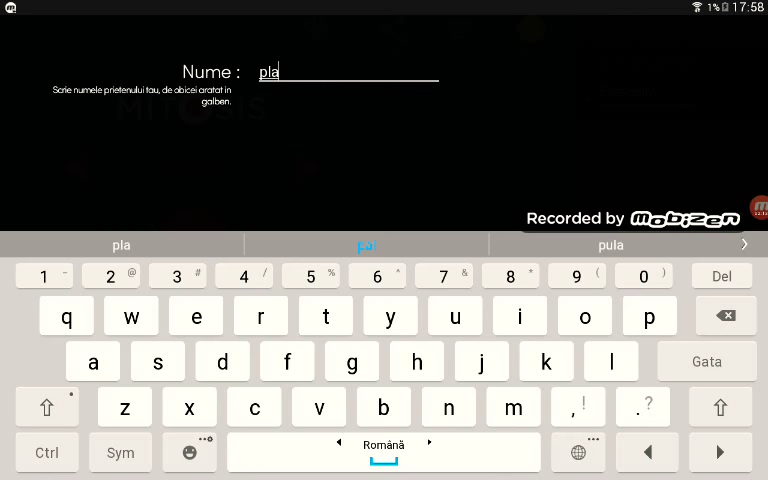 1% 17:58
Nume : pla
Scrie numele prietenului tau, de obicei aratat in
galben.
MITOSIS
Recorded by Mobizen
pla pula
1 - 2 @ 3 # 4 / 5 % 6 ^ 7 & 8 * 9 ( 0 ) Del
q w e r t y u i o p
a s d f g h j k l Gata
z x c v b n m , ! . ?
Ctrl Sym Română